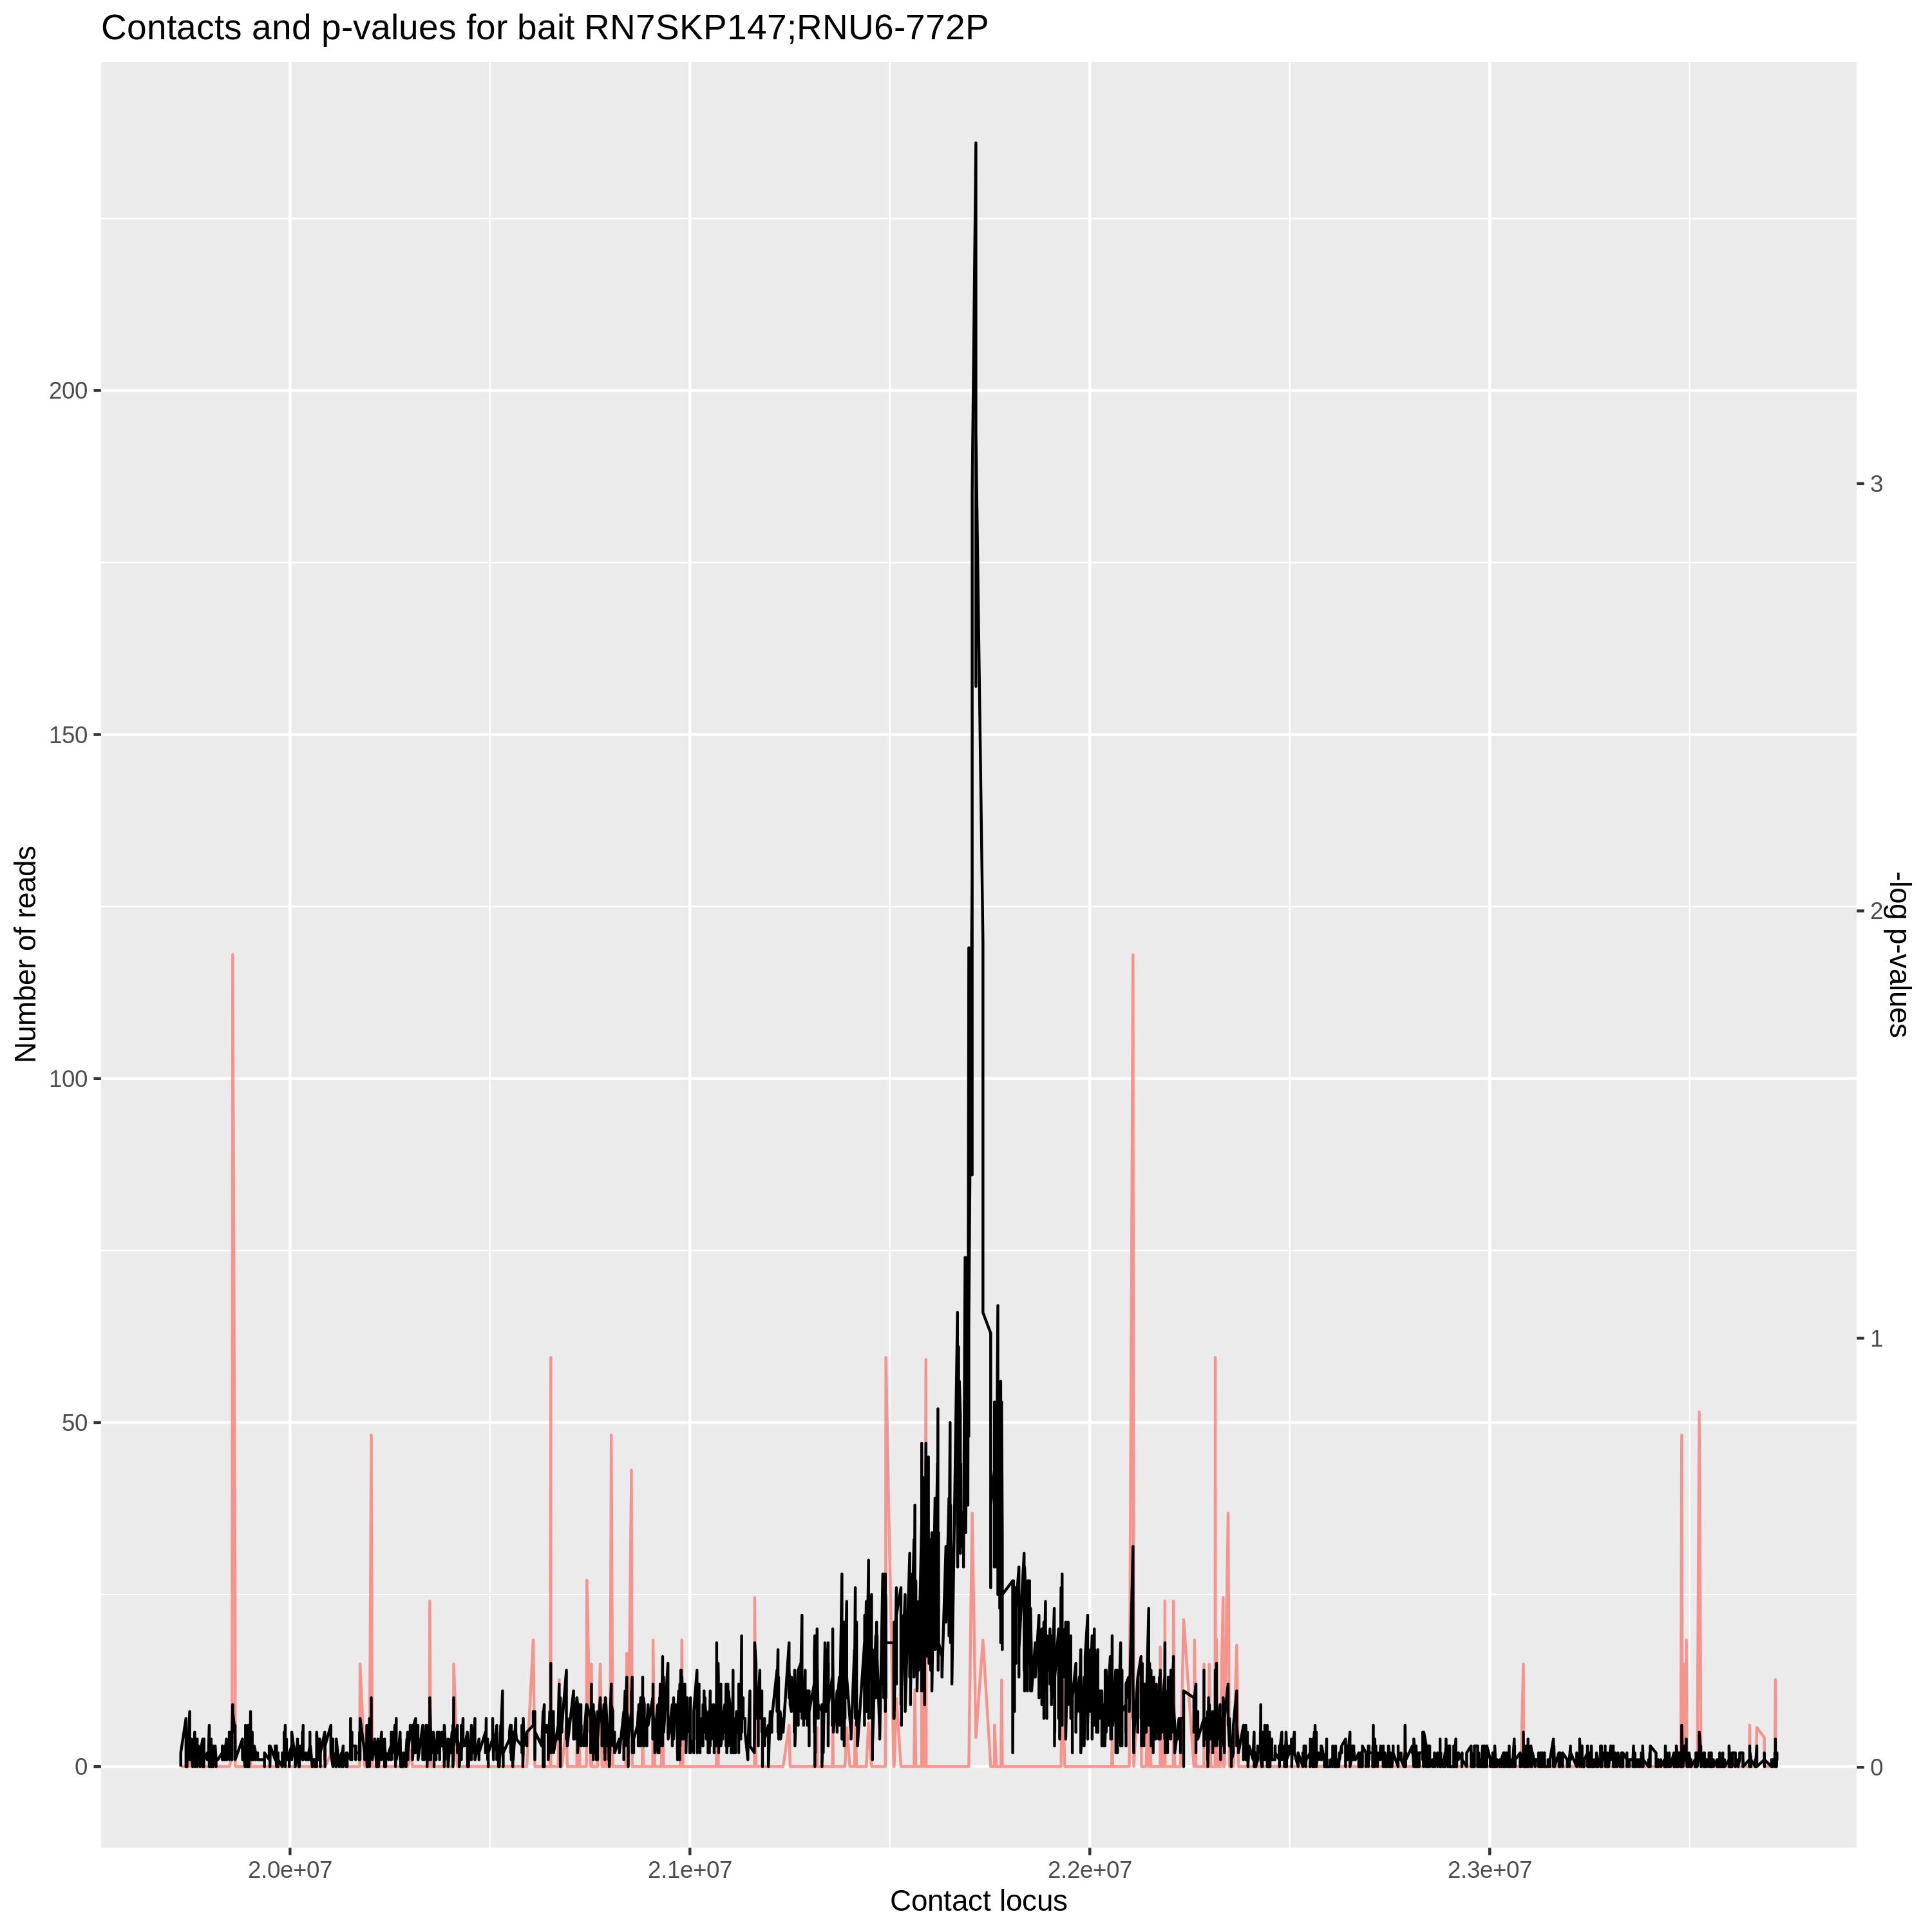 Contacts and p-values for bait RN7SKP147;RNU6-772P
Number of reads
200
150
100
50
0
3
2
1
0
-log p-values
2.0e+07
2.1e+07
2.2e+07
2.3e+07
Contact locus